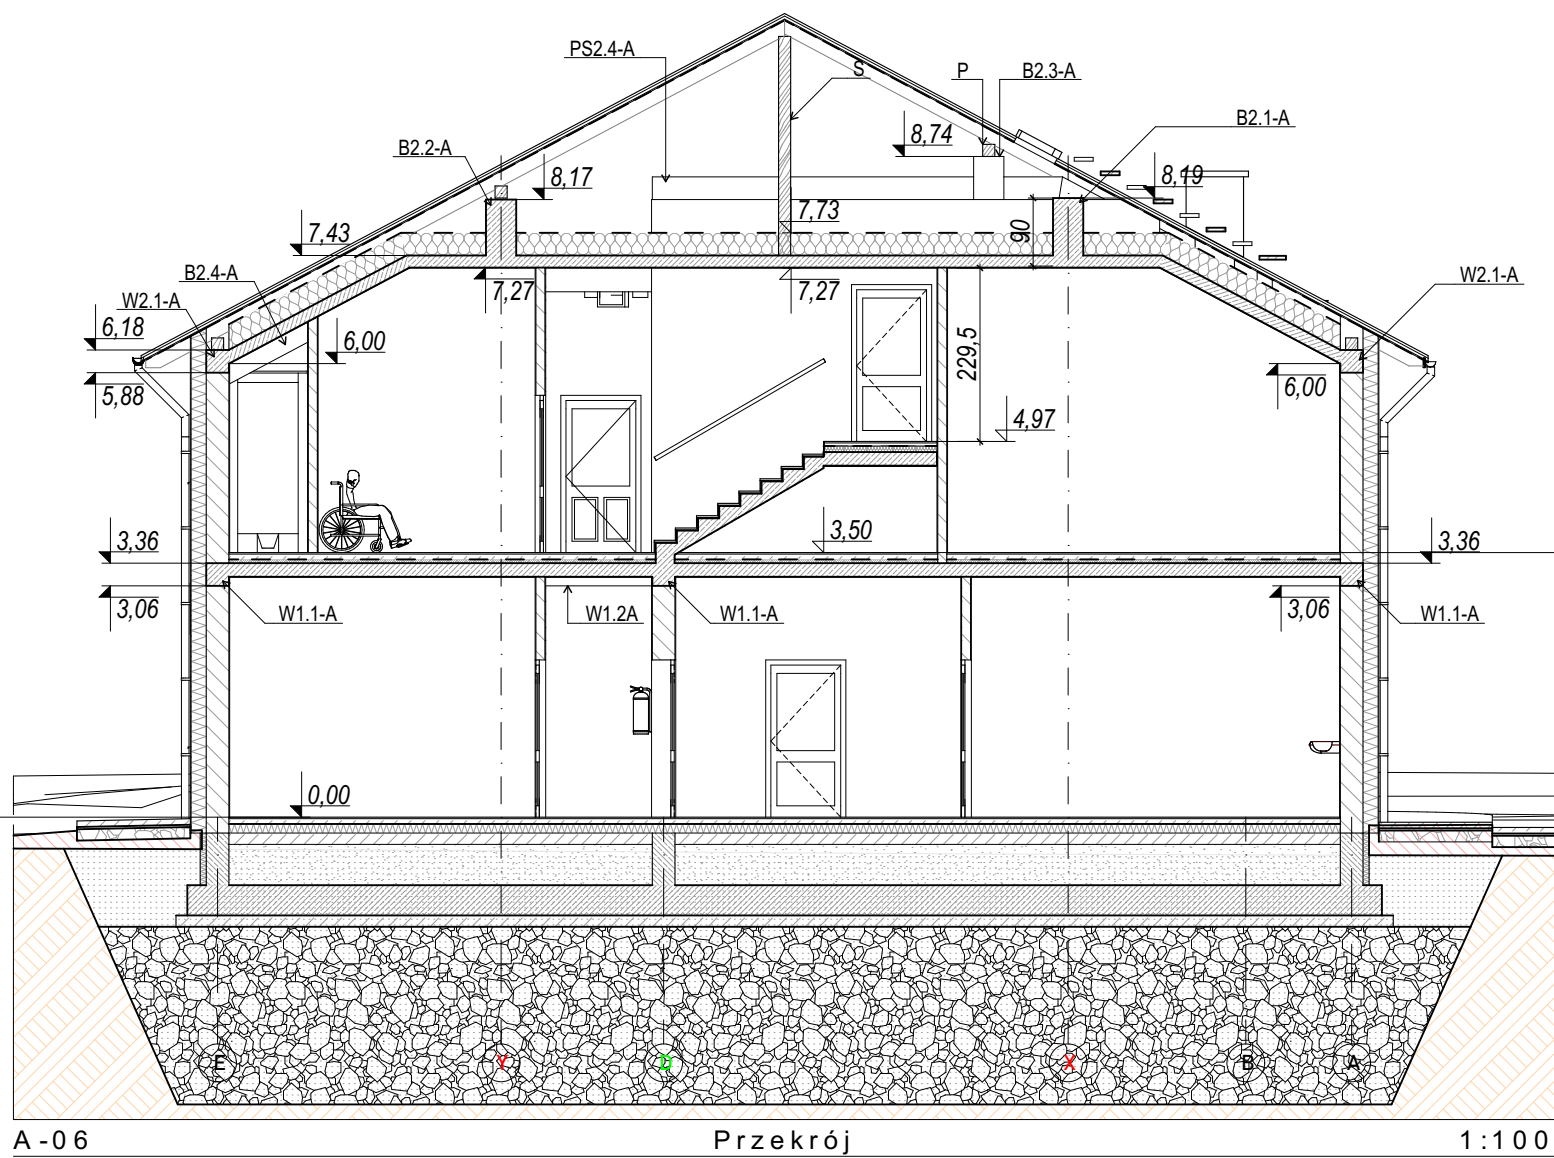 PS2.4-A
S
P
B2.3-A
B2.1-A
8,74
B2.2-A
8,17
8,19
7,73
90
7,43
B2.4-A
W2.1-A
7,27
7,27
W2.1-A
6,18
6,00
229,5
5,88
6,00
4,97
3,36
3,50
3,36
3,06
W1.1-A
W1.2A
W1.1-A
3,06
W1.1-A
0,00
E
Y
D
X
B
A
A-06
Przekrój
1:100